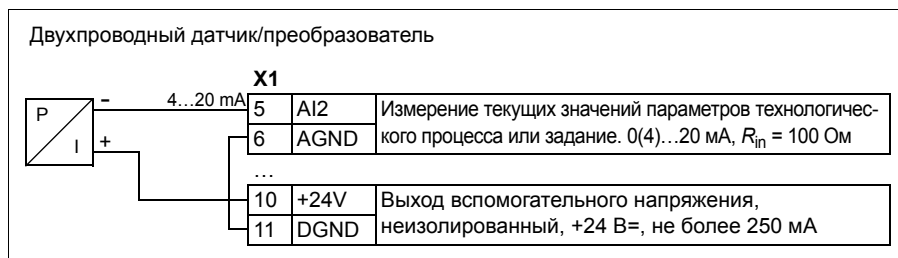 Двухпроводный датчик/преобразователь
X1
P
I
-
+
4…20 mA
5 AI2 Измерение текущих значений параметров технологичес-
6 AGND кого процесса или задание. 0(4)…20 мА, Rin = 100 Ом
…
10 +24V Выход вспомогательного напряжения,
11 DGND неизолированный, +24 В=, не более 250 мА